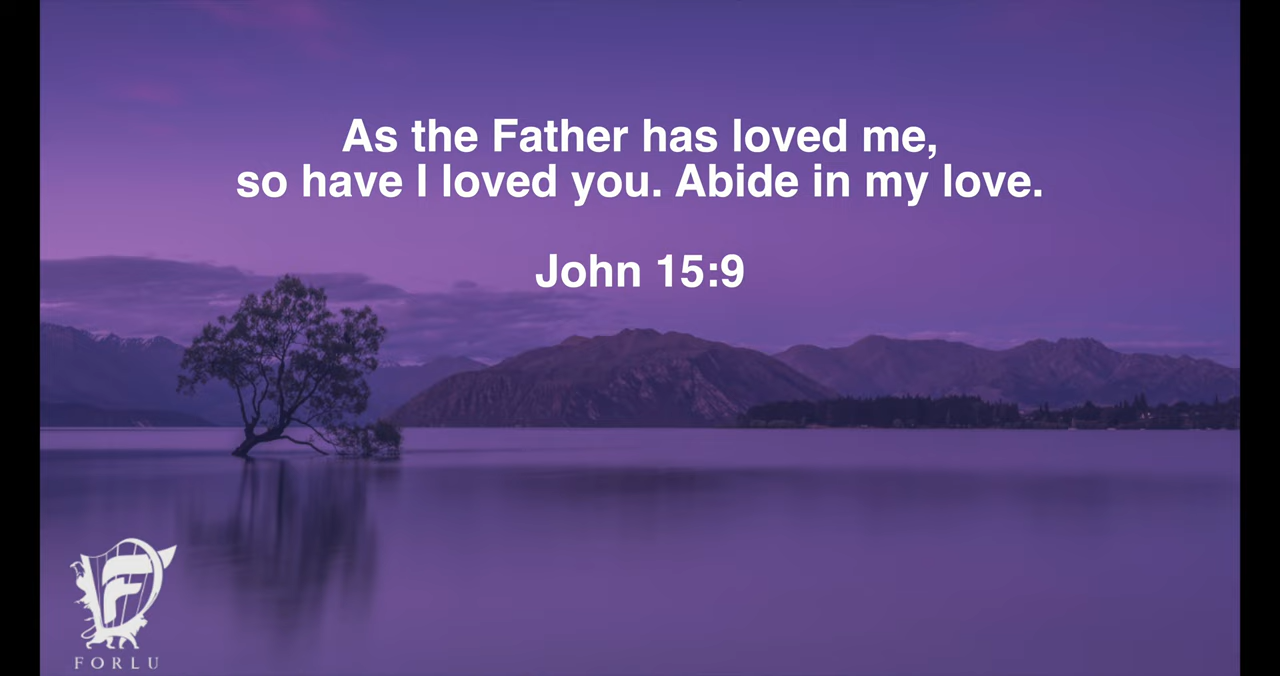 As the Father has loved me,
so have I loved you. Abide in my love.
John 15:9
FORLU